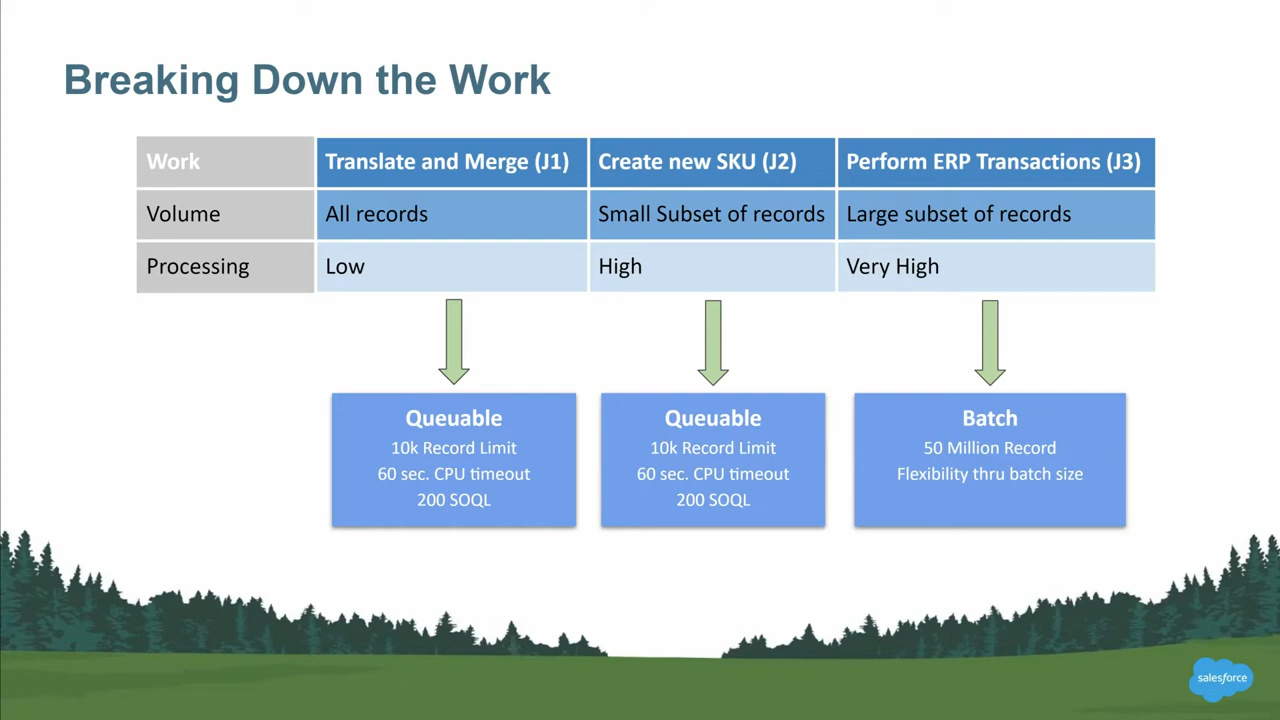 Breaking Down the Work
Work
Translate and Merge (J1)
Create new SKU (J2)
Perform ERP Transactions (J3)
Volume
All records
Small Subset of records
Large subset of records
Processing
Low
High
Very High
Queuable
10k Record Limit
60 sec. CPU timeout
200 SOQL
Queuable
10k Record Limit
60 sec. CPU timeout
200 SOQL
Batch
50 Million Record
Flexibility thru batch size
salesforce